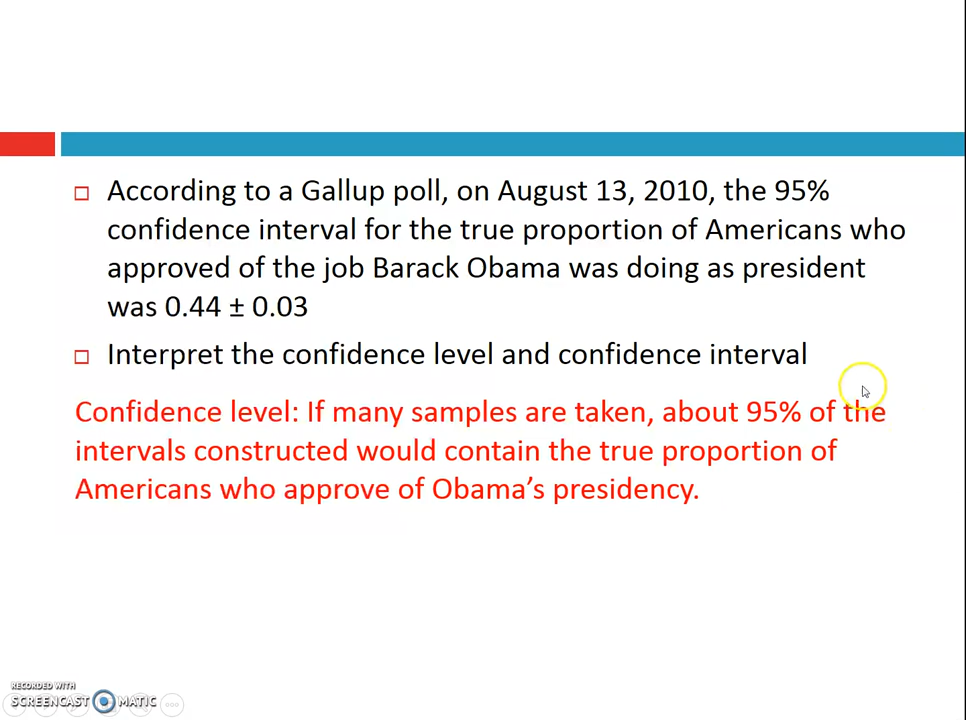 According to a Gallup poll, on August 13, 2010, the 95%
confidence interval for the true proportion of Americans who
approved of the job Barack Obama was doing as president
was 0.44 ± 0.03
Interpret the confidence level and confidence interval
Confidence level: If many samples are taken, about 95% of the
intervals constructed would contain the true proportion of
Americans who approve of Obama’s presidency.
RECORDED WITH
SCREENCAST MATIC